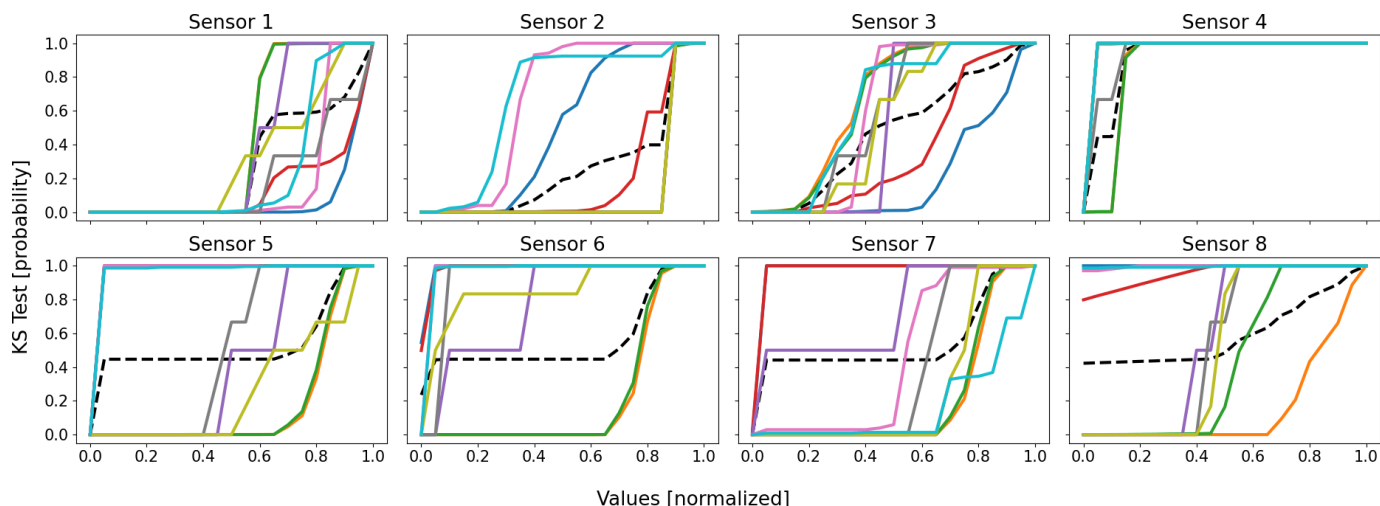 Sensor 1
Sensor 2
Sensor 3
Sensor 4
1.0
0.8
0.6
0.4
0.2
0.0
Sensor 5
Sensor 6
Sensor 7
Sensor 8
1.0
0.8
0.6
0.4
0.2
0.0
0.0 0.2 0.4 0.6 0.8 1.0
0.0 0.2 0.4 0.6 0.8 1.0
0.0 0.2 0.4 0.6 0.8 1.0
0.0 0.2 0.4 0.6 0.8 1.0
KS Test [probability]
Values [normalized]